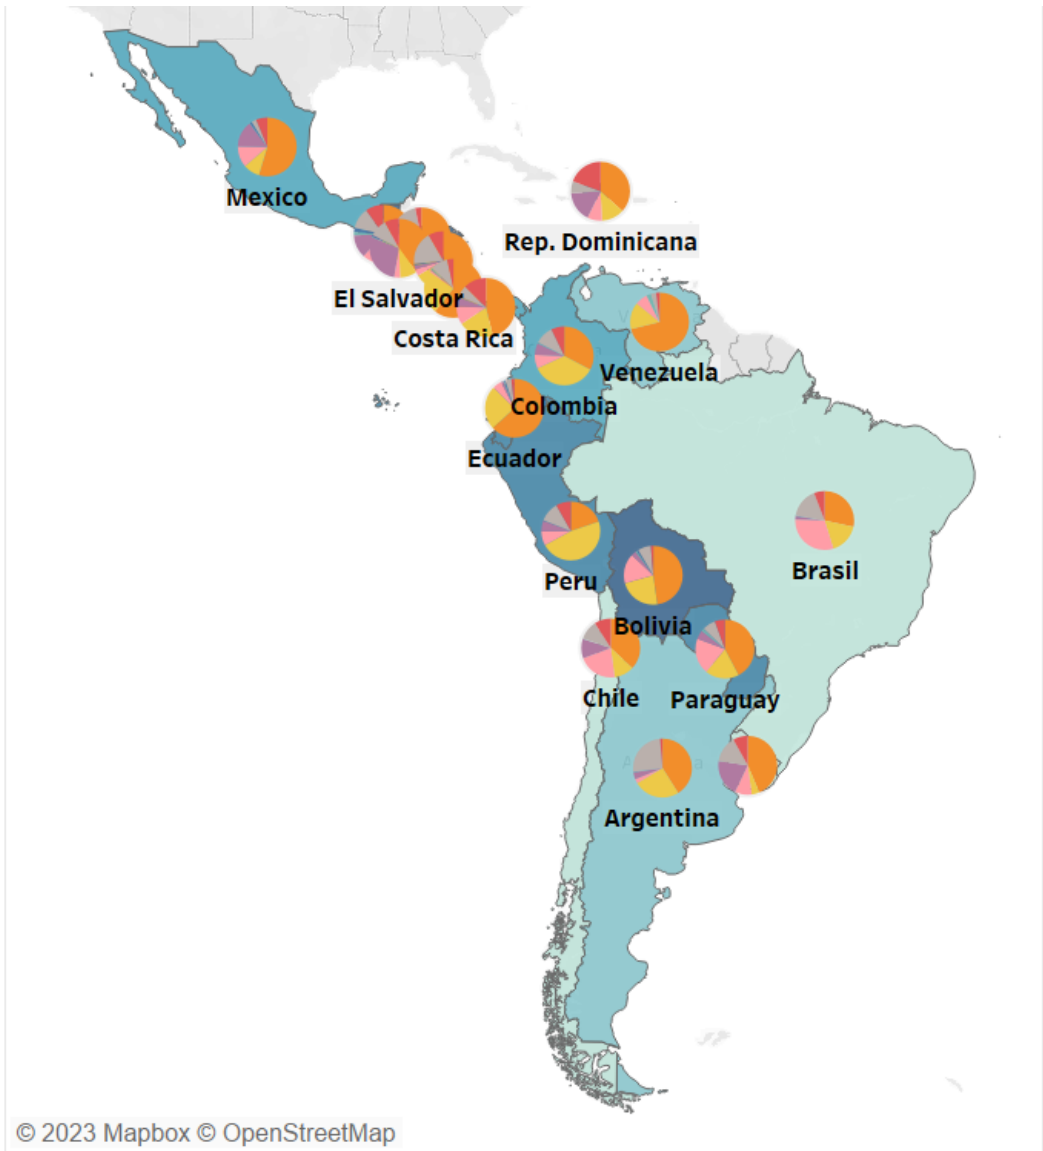 Mexico
Rep. Dominicana
El Salvador
Costa Rica
Venezuela
Colombia
Ecuador
Brasil
Peru
Bolivia
Chile
Paraguay
Argentina
© 2023 Mapbox © OpenStreetMap